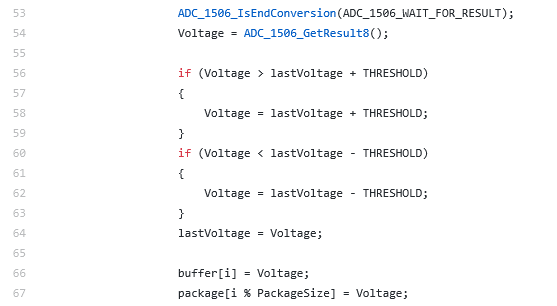 53 ADC_1506_IsEndConversion(ADC_1506_WAIT_FOR_RESULT);
54 Voltage = ADC_1506_GetResult8();
55
56 if (Voltage > lastVoltage + THRESHOLD)
57 {
58 Voltage = lastVoltage + THRESHOLD;
59 }
60 if (Voltage < lastVoltage - THRESHOLD)
61 {
62 Voltage = lastVoltage - THRESHOLD;
63 }
64 lastVoltage = Voltage;
65
66 buffer[i] = Voltage;
67 package[i % PackageSize] = Voltage;